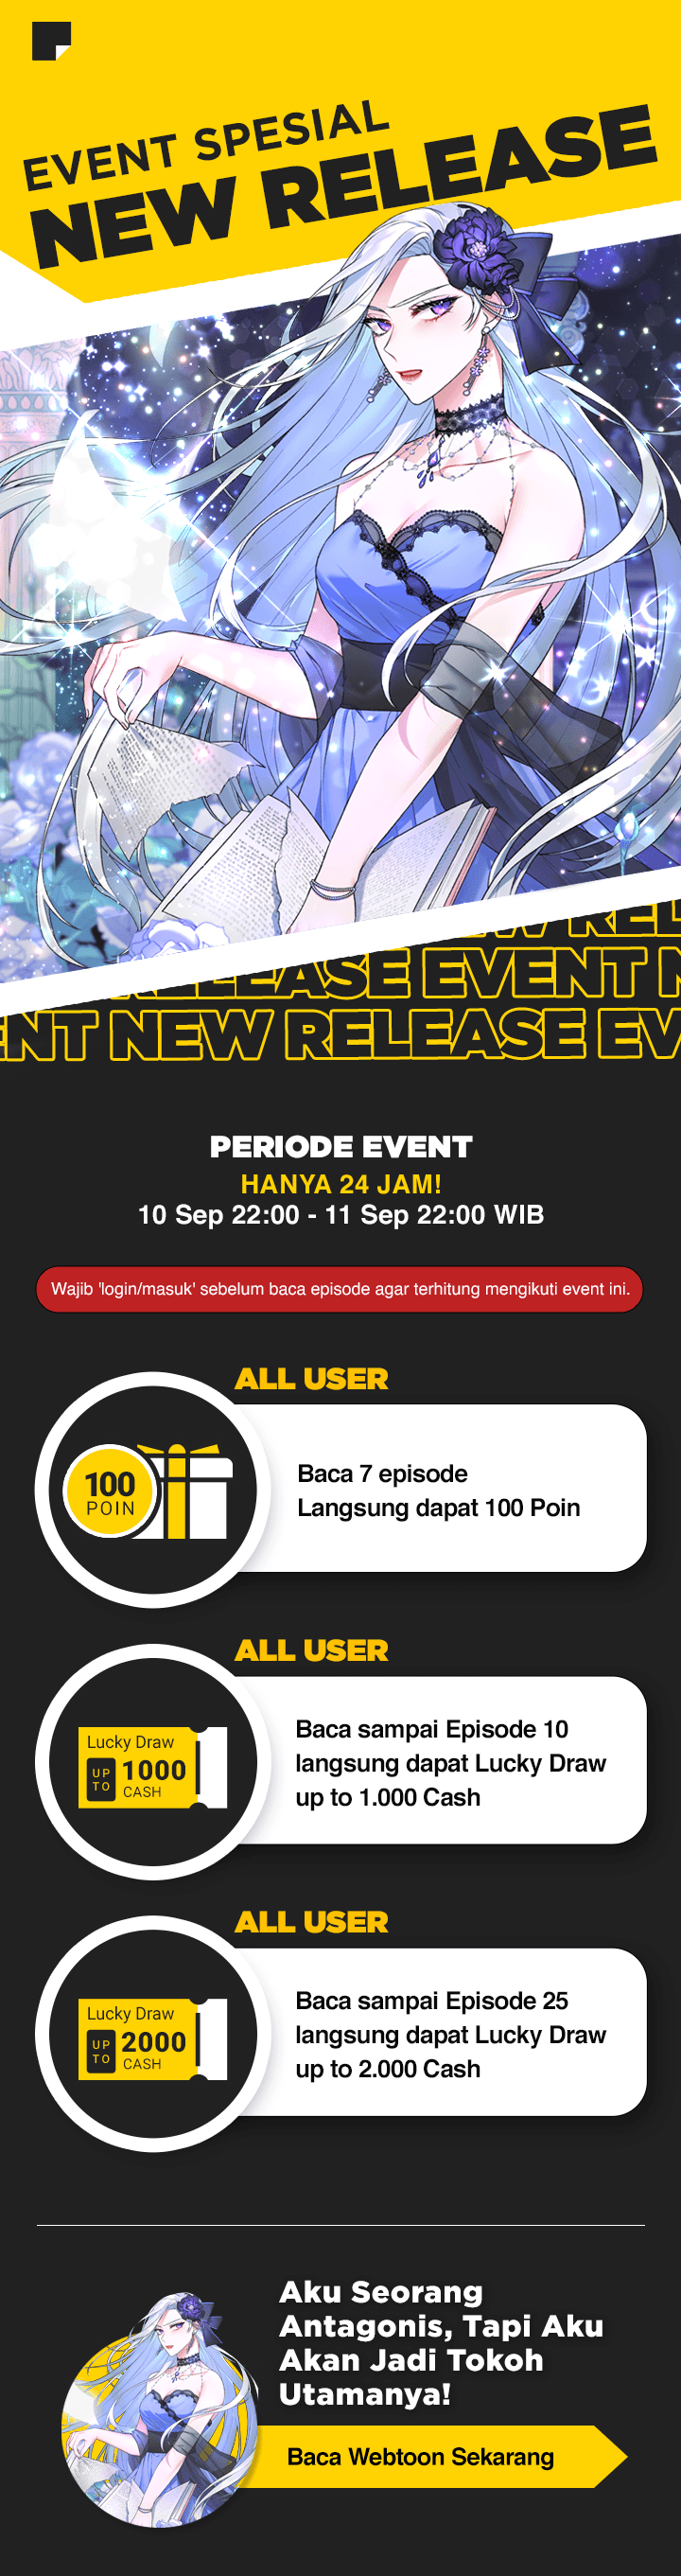 EVENT SPESIAL
NEW RELEASE
EW REL
RELEASE EVENT N
ENT NEW RELEASE EV
PERIODE EVENT
HANYA 24 JAM!
10 Sep 22:00 - 11 Sep 22:00 WIB
Wajib 'login/masuk' sebelum baca episode agar terhitung mengikuti event ini.
ALL USER
100
POIN
Baca 7 episode
Langsung dapat 100 Poin
ALL USER
Lucky Draw
UP TO
1000
CASH
Baca sampai Episode 10
langsung dapat Lucky Draw
up to 1.000 Cash
ALL USER
Lucky Draw
UP TO
2000
CASH
Baca sampai Episode 25
langsung dapat Lucky Draw
up to 2.000 Cash
Aku Seorang
Antagonis, Tapi Aku
Akan Jadi Tokoh
Utamanya!
Baca Webtoon Sekarang